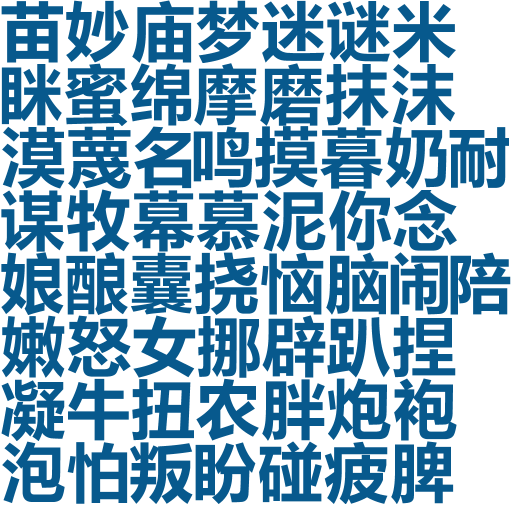 苗妙庙梦迷谜米
眯蜜绵摩磨抹沫
漠蔑名鸣摸暮奶耐
谋牧幕慕泥你念
娘酿囊挠恼脑闹陪
嫩怒女挪辟趴捏
凝牛扭农胖炮袍
泡怕叛盼碰疲脾